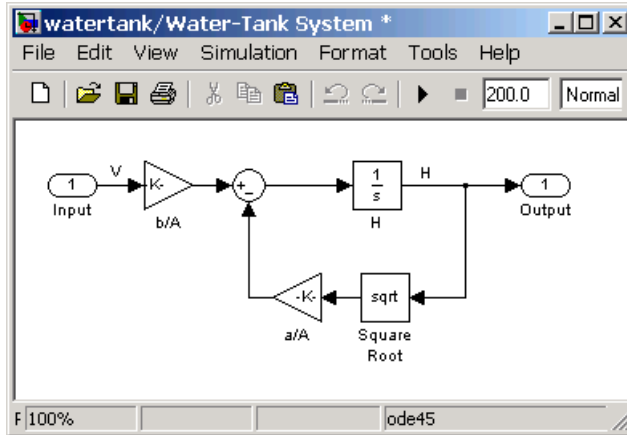 watertank/Water-Tank System *
File Edit View Simulation Format Tools Help
200.0 Normal
V H
1 K- +- 1/s 1
Input b/A H Output
-K- sqrt
a/A Square
Root
F 100% ode45